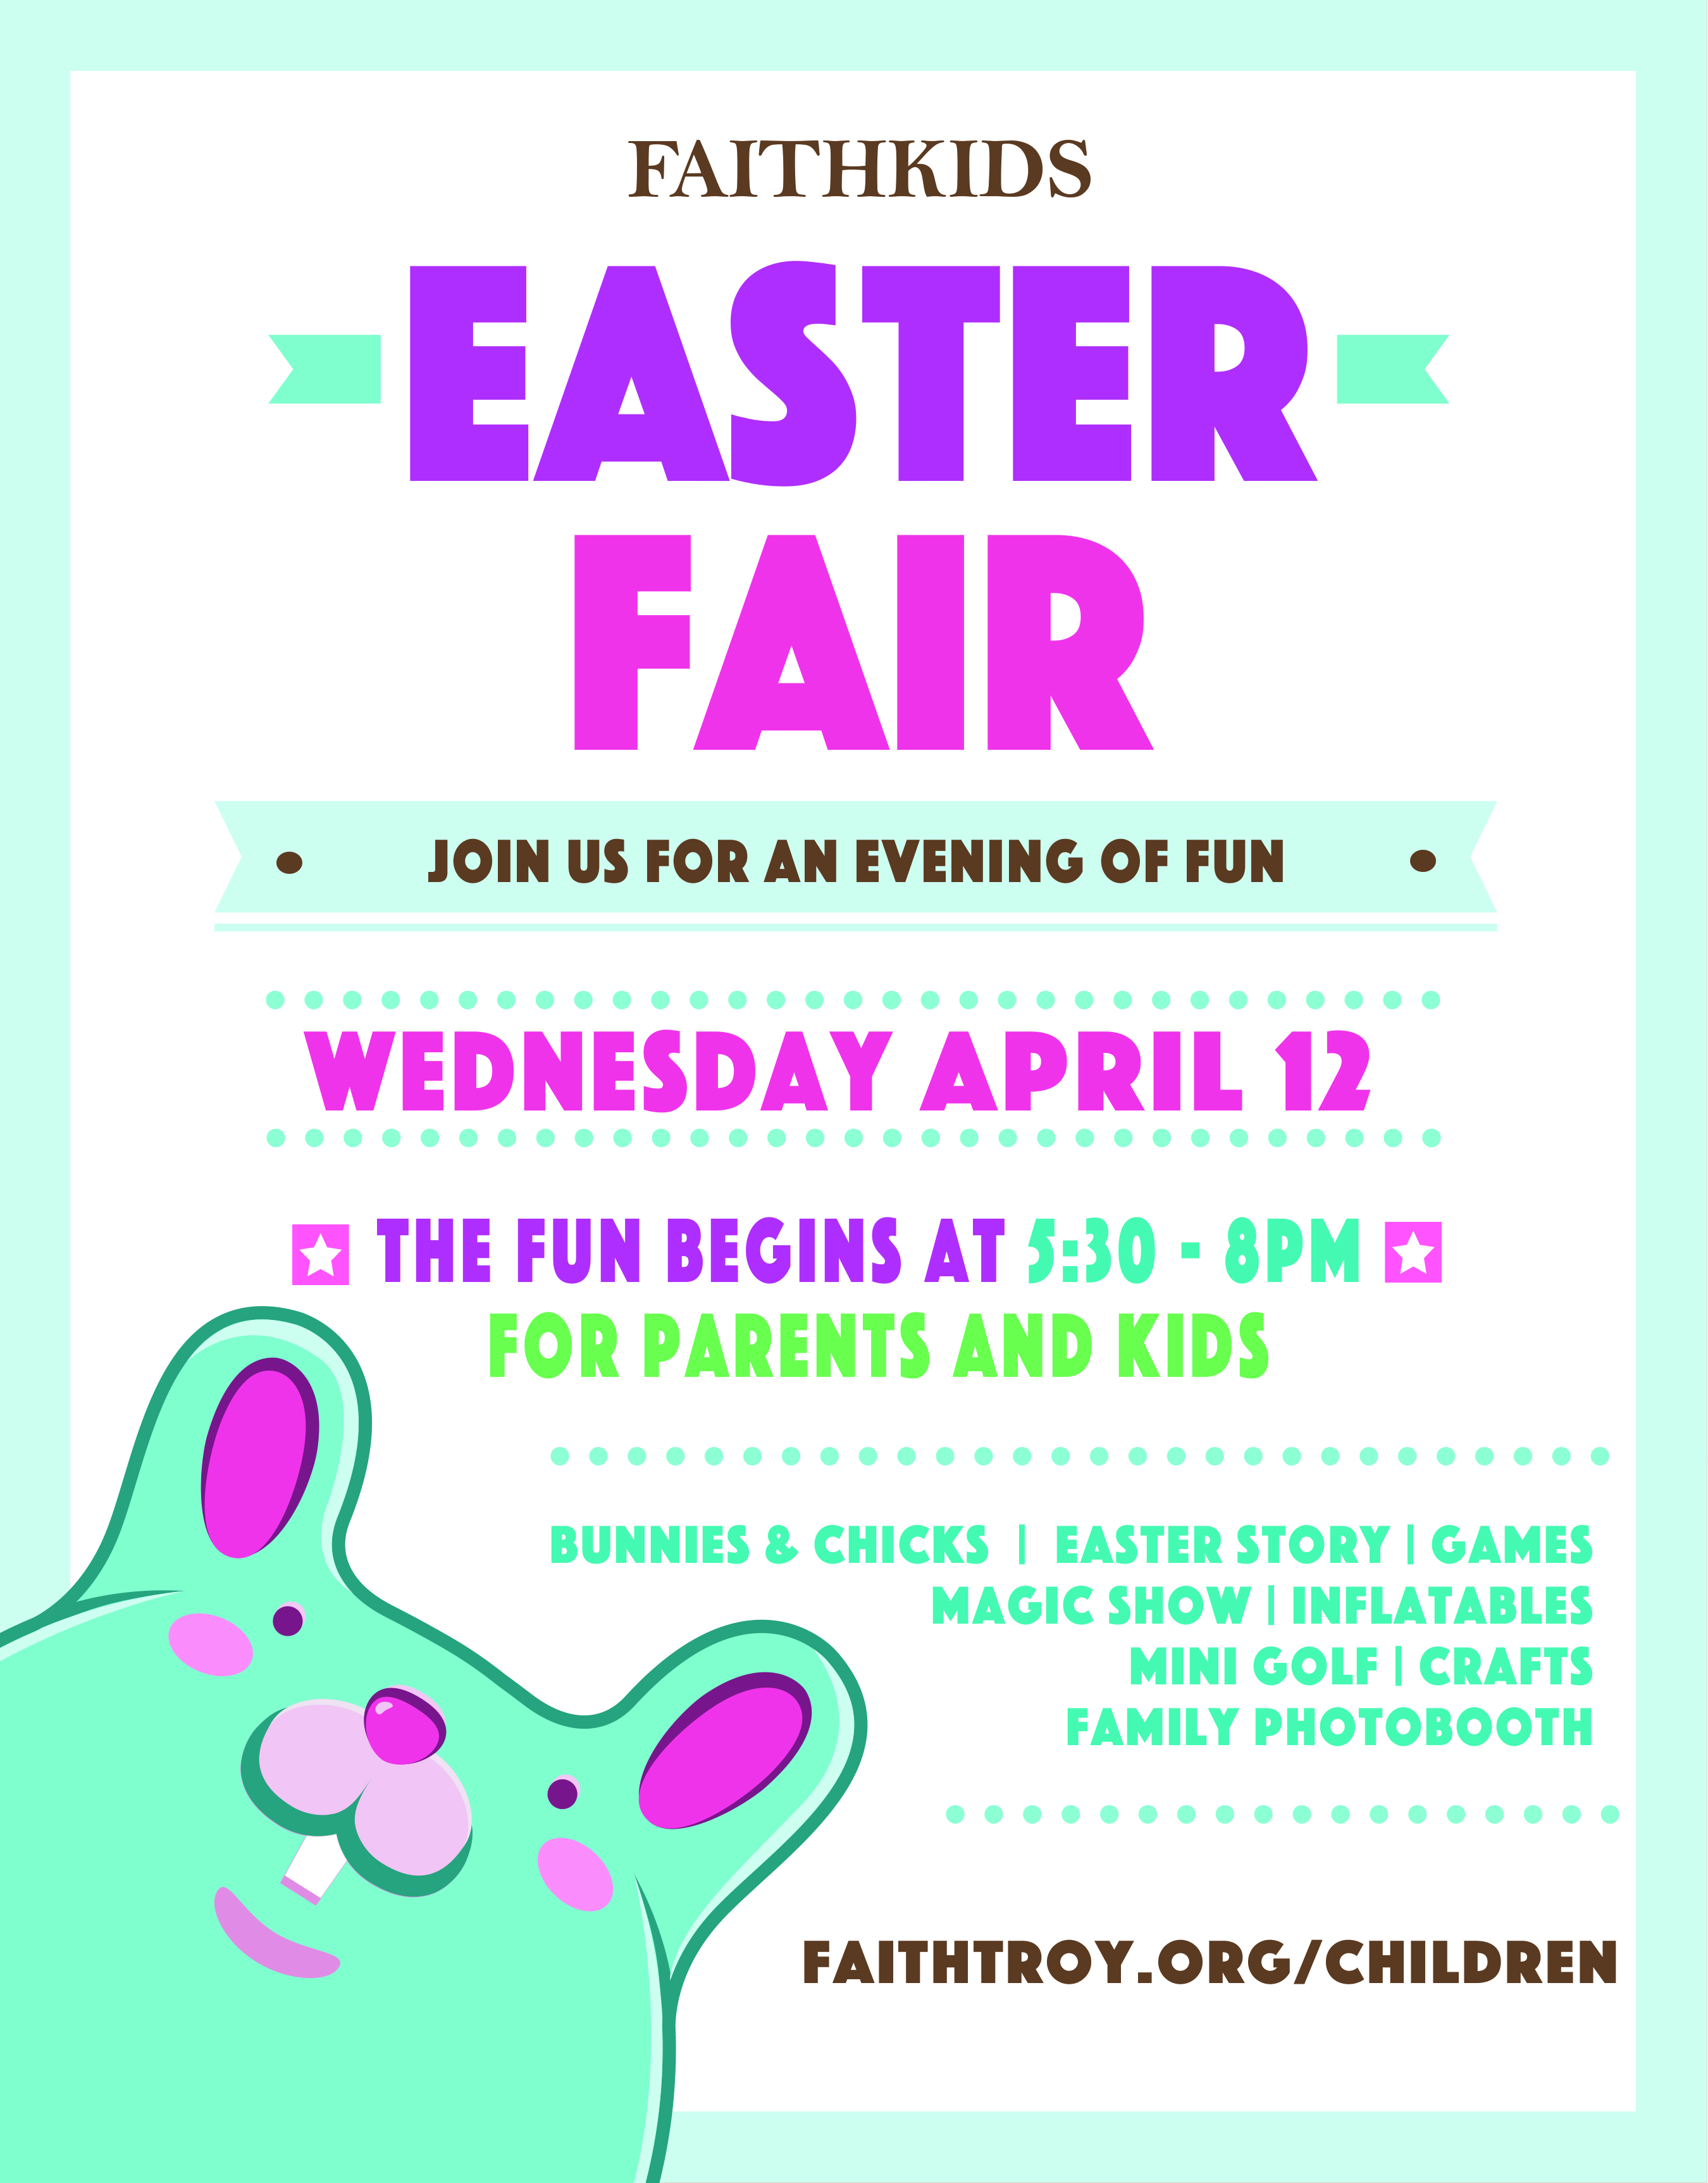 FAITHKIDS
EASTER
FAIR
JOIN US FOR AN EVENING OF FUN
WEDNESDAY APRIL 12
THE FUN BEGINS AT 5:30 - 8PM
FOR PARENTS AND KIDS
BUNNIES & CHICKS | EASTER STORY | GAMES
MAGIC SHOW | INFLATABLES
MINI GOLF | CRAFTS
FAMILY PHOTOBOOTH
FAITHTROY.ORG/CHILDREN